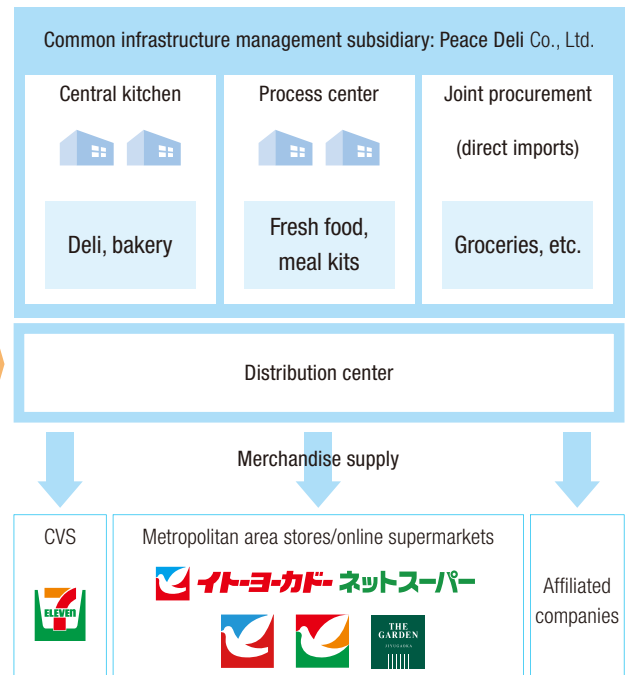 Common infrastructure management subsidiary: Peace Deli Co., Ltd.
Central kitchen
Deli, bakery
Process center
Fresh food,
meal kits
Joint procurement
(direct imports)
Groceries, etc.
Distribution center
Merchandise supply
CVS
7
ELEVEN
Metropolitan area stores/online supermarkets
イトーヨーカドー ネットスーパー
THE
GARDEN
JIYUGAOKA
Affiliated
companies